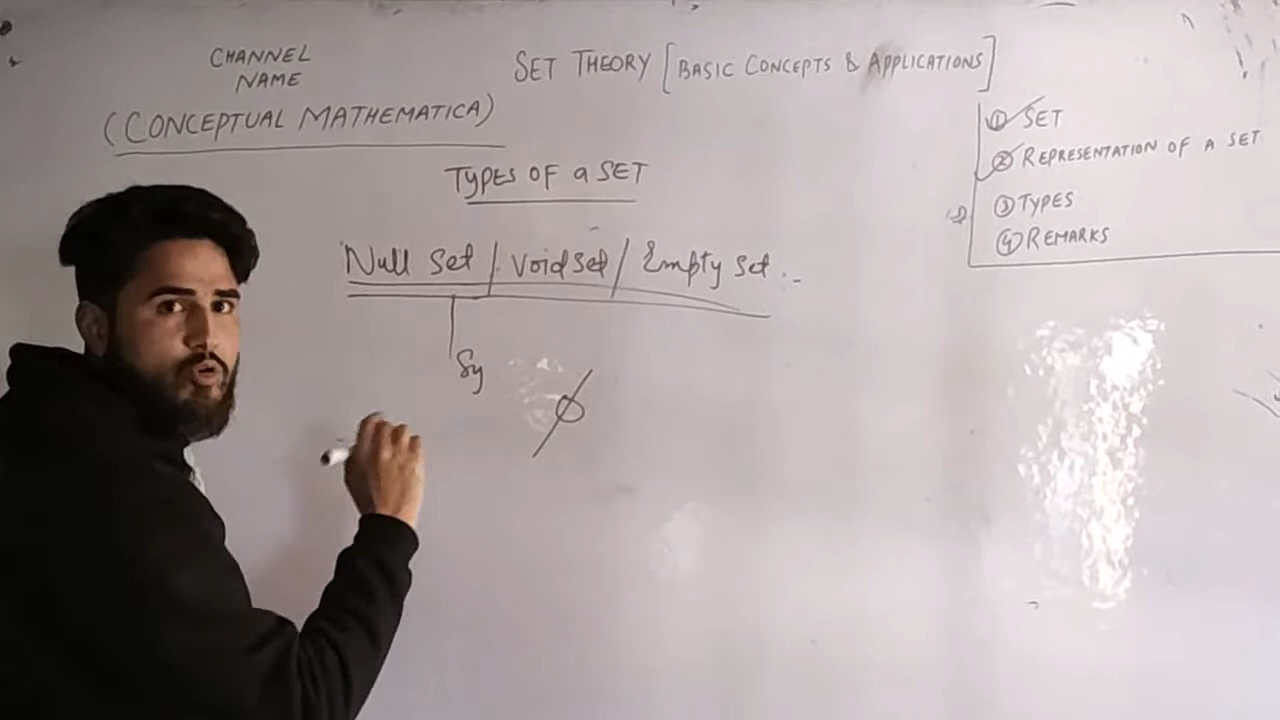 CHANNEL
NAME
(CONCEPTUAL MATHEMATICA)
SET THEORY [BASIC CONCEPTS & APPLICATIONS]
① SET
② REPRESENTATION OF A SET
③ TYPES
④ REMARKS
TYPES OF a SET
Null Set / Void Set / Empty Set.
Sy
ϕ